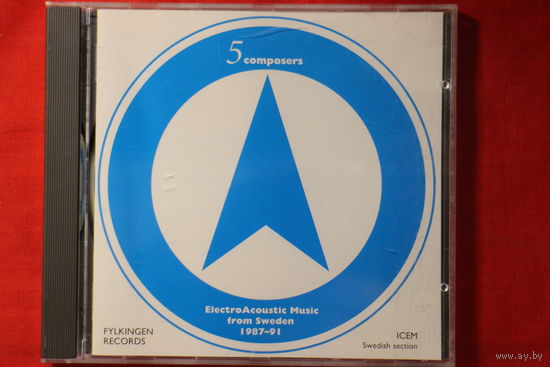 5 composers
ElectroAcoustic Music
from Sweden
1987-91
FYLKINGEN
RECORDS
ICEM
Swedish section
www.ay.by